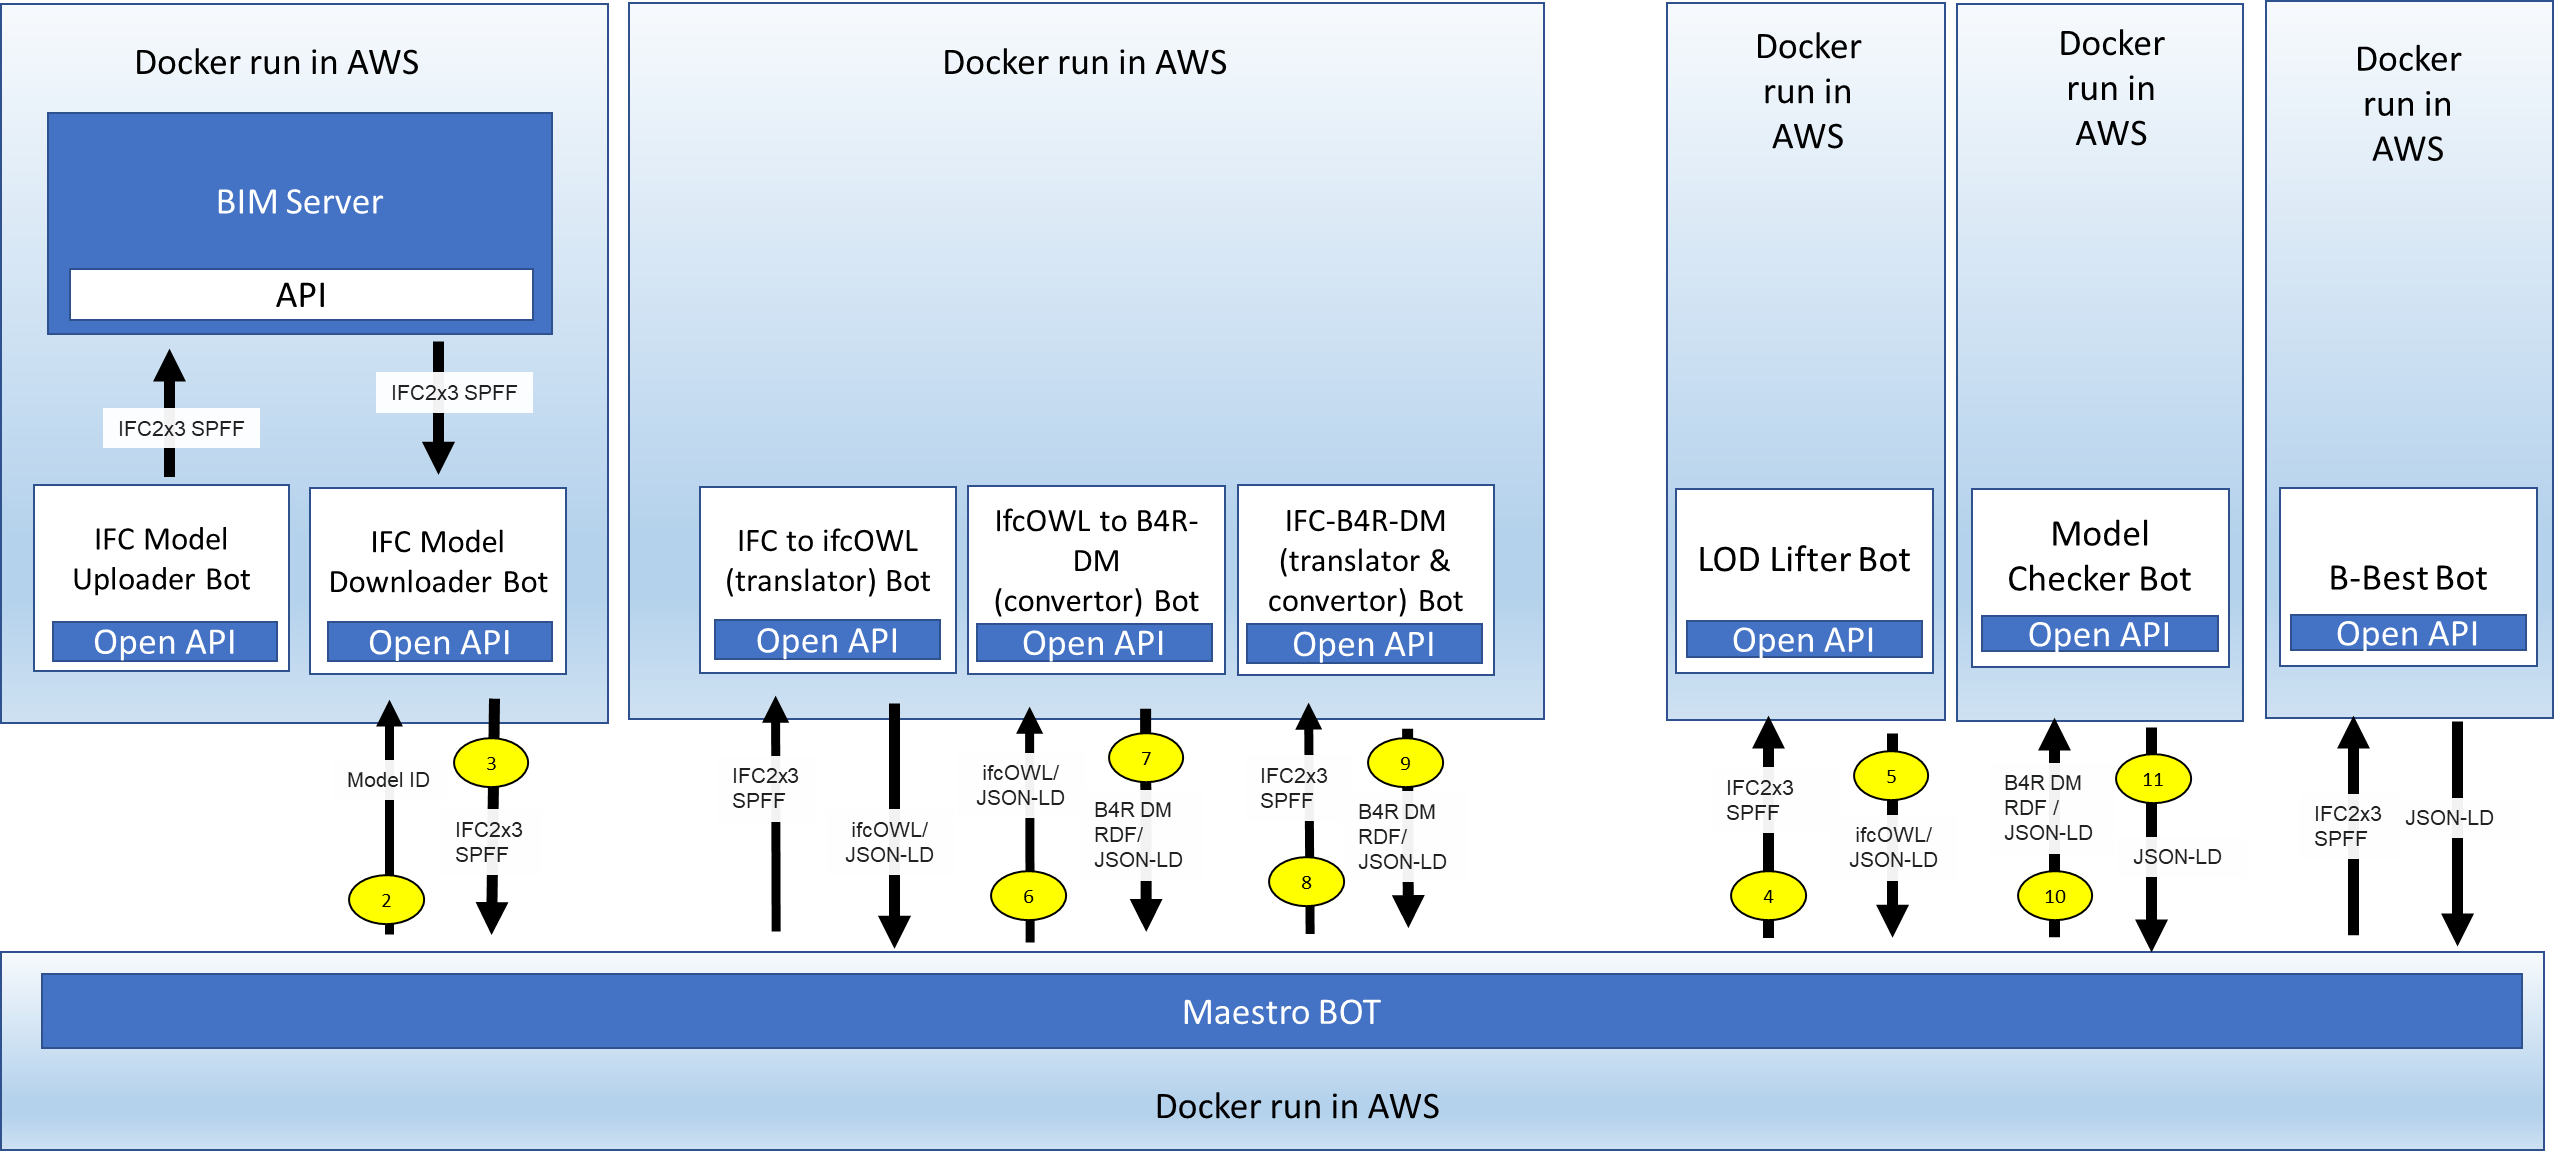 Docker run in AWS
BIM Server
API
IFC2x3 SPFF
IFC2x3 SPFF
IFC Model
Uploader Bot
Open API
IFC Model
Downloader Bot
Open API
Model ID
2
3
IFC2x3
SPFF
Docker run in AWS
IFC to ifcOWL
(translator) Bot
Open API
IfcOWL to B4R-
DM
(convertor) Bot
Open API
IFC-B4R-DM
(translator &
convertor) Bot
Open API
IFC2x3
SPFF
ifcOWL/
JSON-LD
ifcOWL/
JSON-LD
6
7
B4R DM
RDF/
JSON-LD
IFC2x3
SPFF
8
9
B4R DM
RDF/
JSON-LD
Docker
run in
AWS
LOD Lifter Bot
Open API
IFC2x3
SPFF
4
5
ifcOWL/
JSON-LD
Docker
run in
AWS
Model
Checker Bot
Open API
B4R DM
RDF /
JSON-LD
10
11
JSON-LD
Docker
run in
AWS
B-Best Bot
Open API
IFC2x3
SPFF
JSON-LD
Maestro BOT
Docker run in AWS